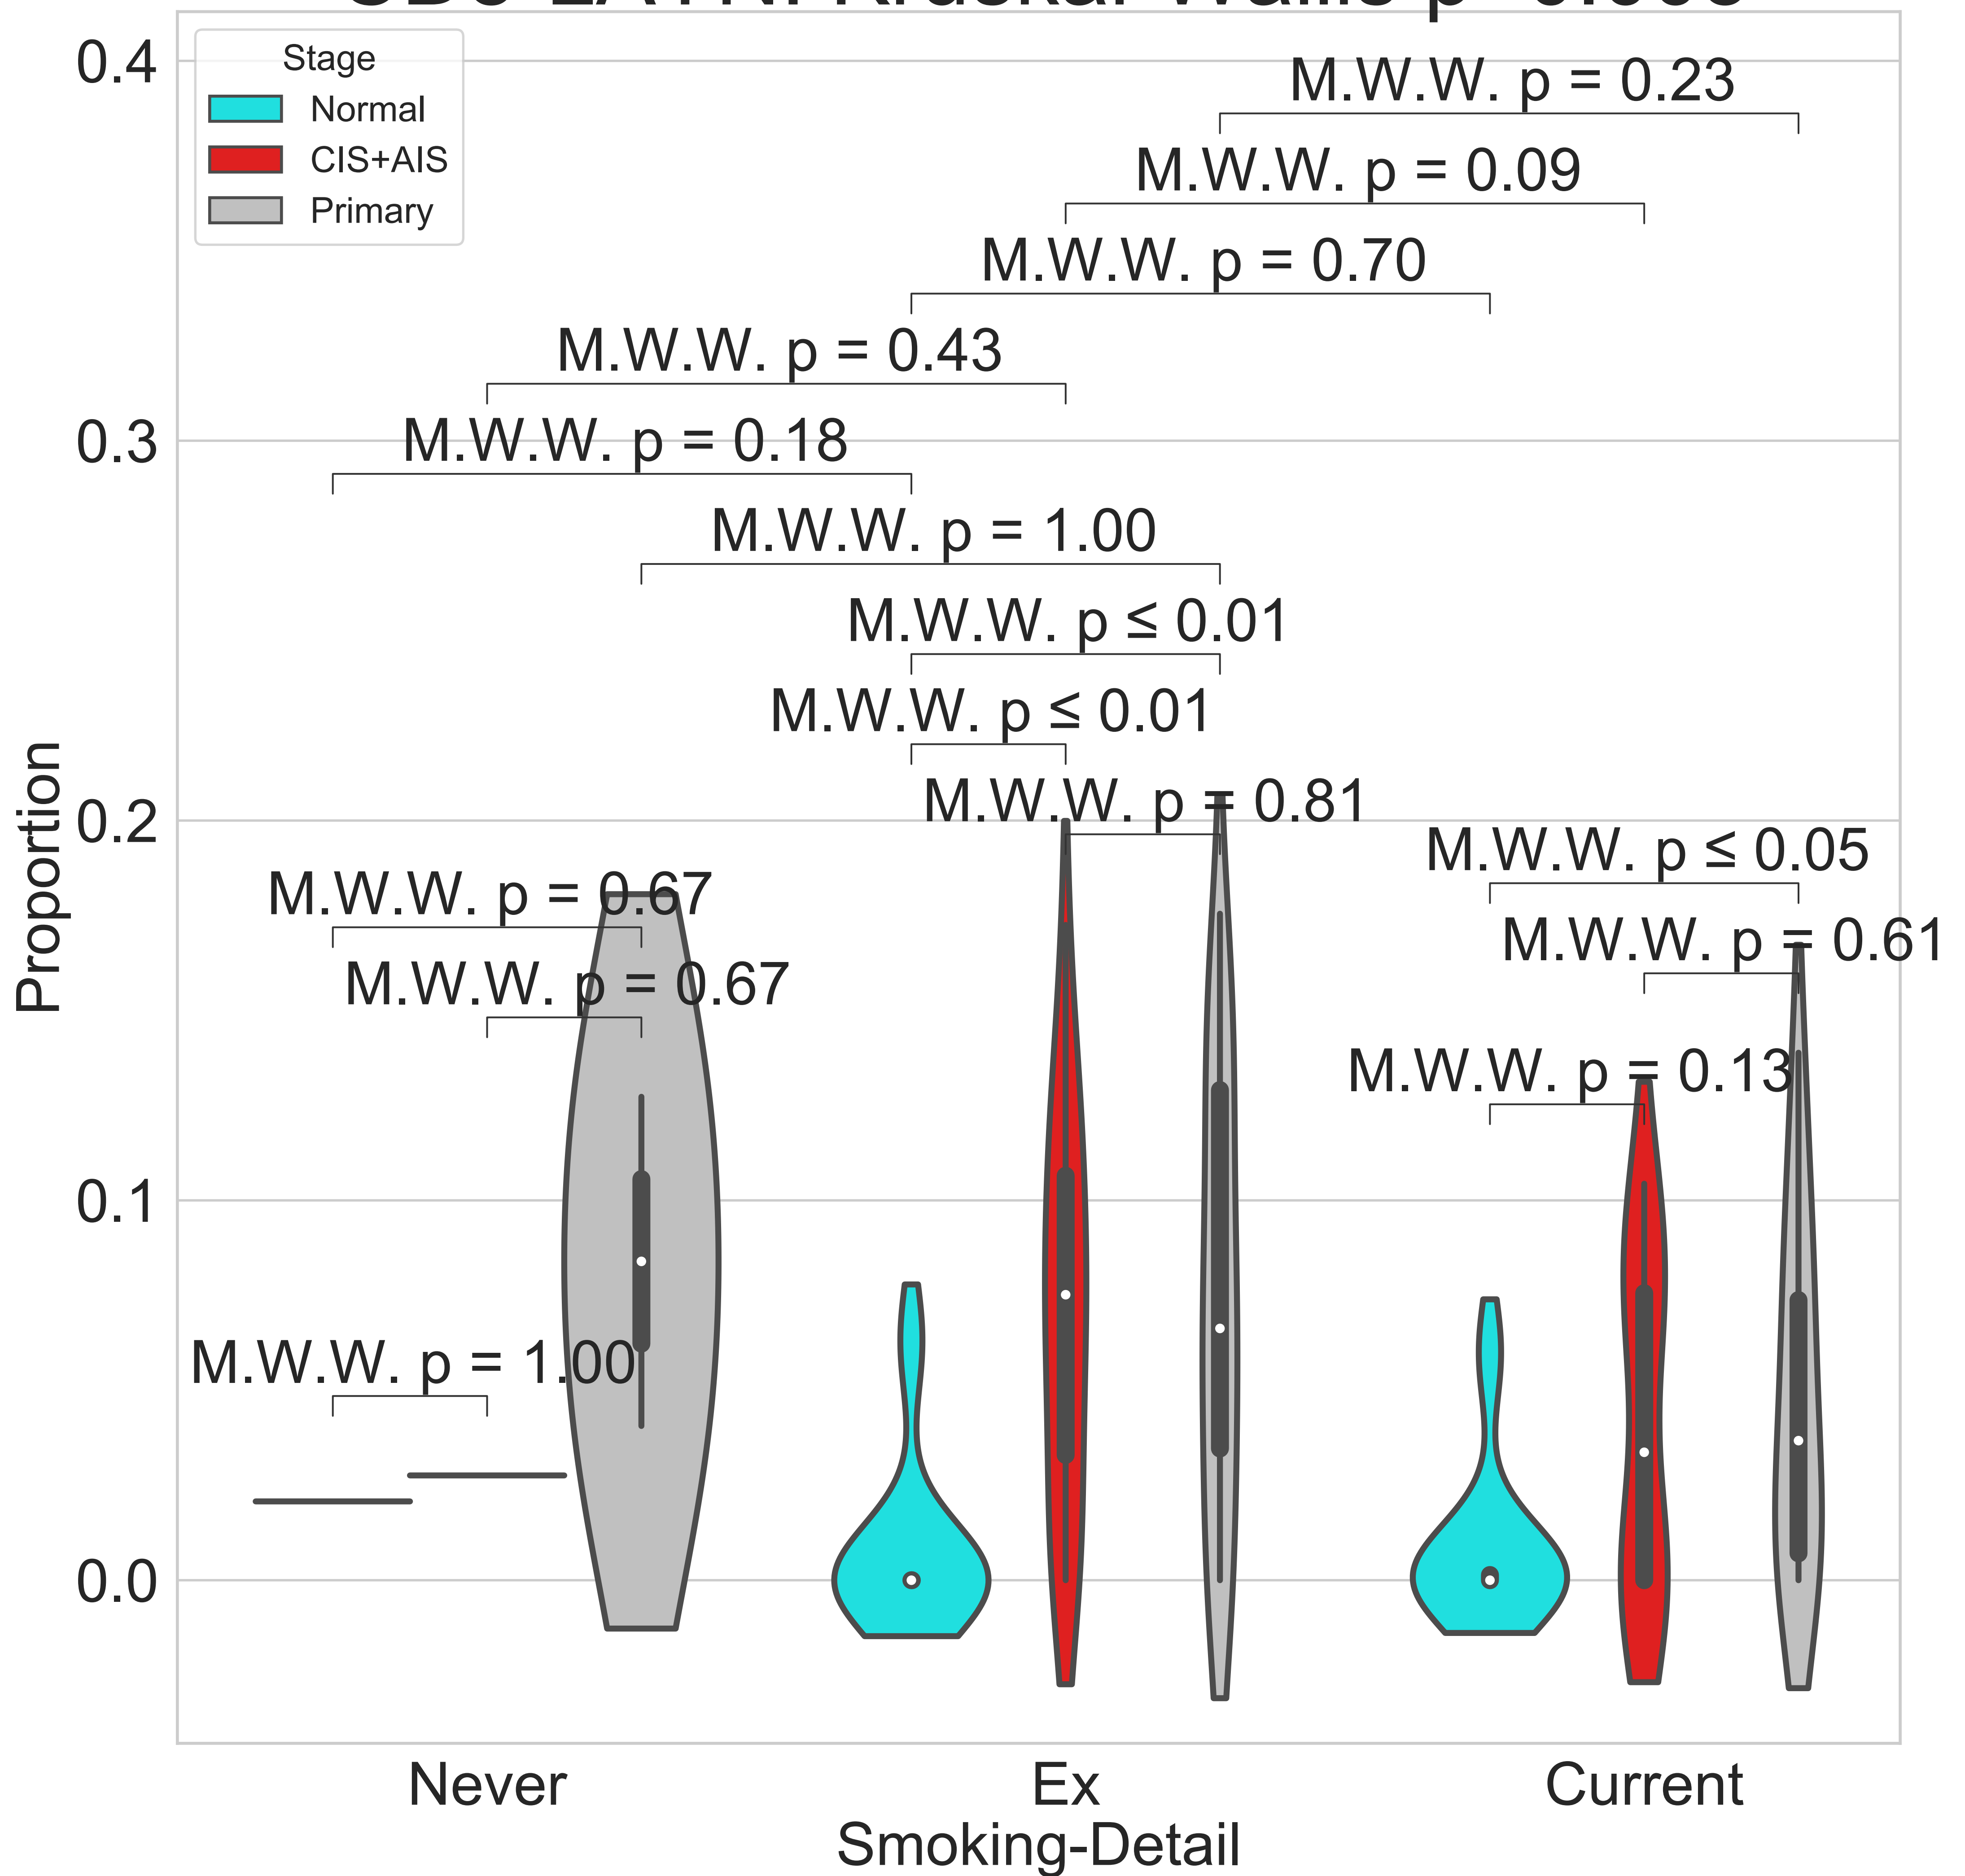 0.4
Stage
Normal
CIS+AIS
Primary
M.W.W. p = 0.23
M.W.W. p = 0.09
M.W.W. p = 0.70
M.W.W. p = 0.43
0.3
M.W.W. p = 0.18
M.W.W. p = 1.00
M.W.W. p ≤ 0.01
M.W.W. p ≤ 0.01
0.2
M.W.W. p = 0.81
M.W.W. p ≤ 0.05
M.W.W. p = 0.67
M.W.W. p = 0.61
M.W.W. p = 0.67
M.W.W. p = 0.13
Proportion
0.1
M.W.W. p = 1.00
0.0
Never
Ex
Current
Smoking-Detail